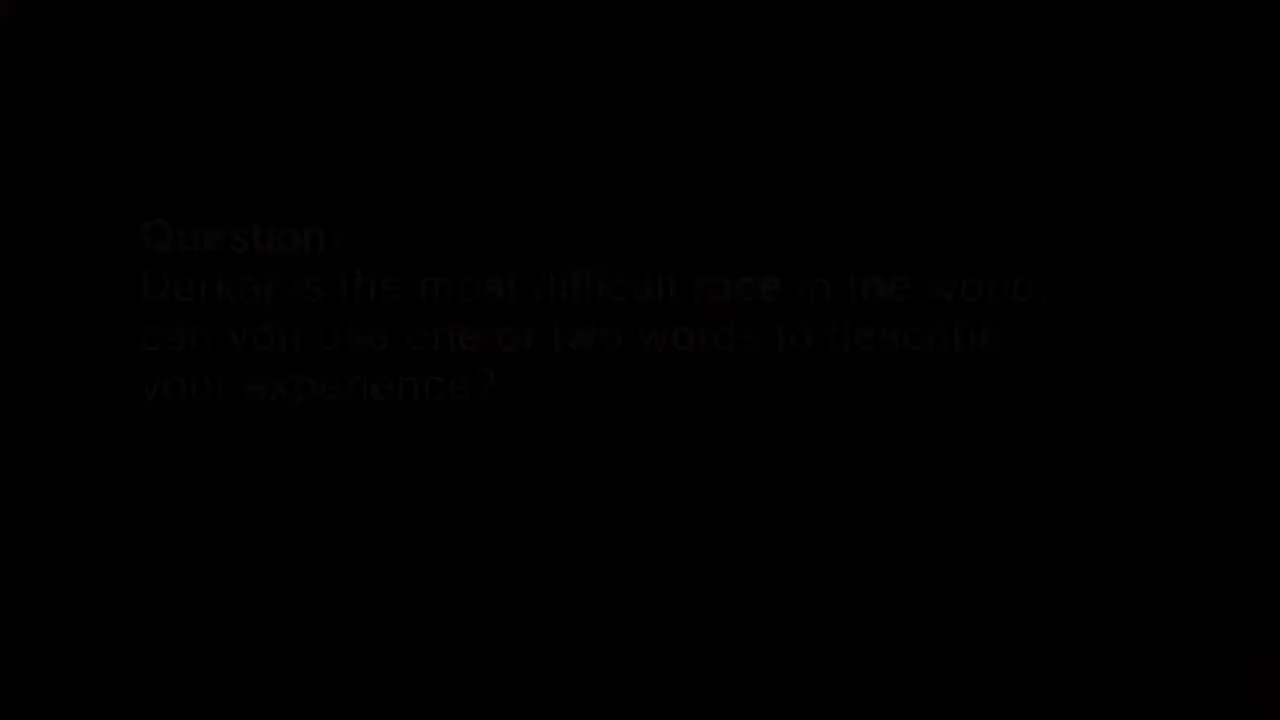 Question:
Darkar is the most difficult race in the world,
can you use one or two words to describe
your experience?